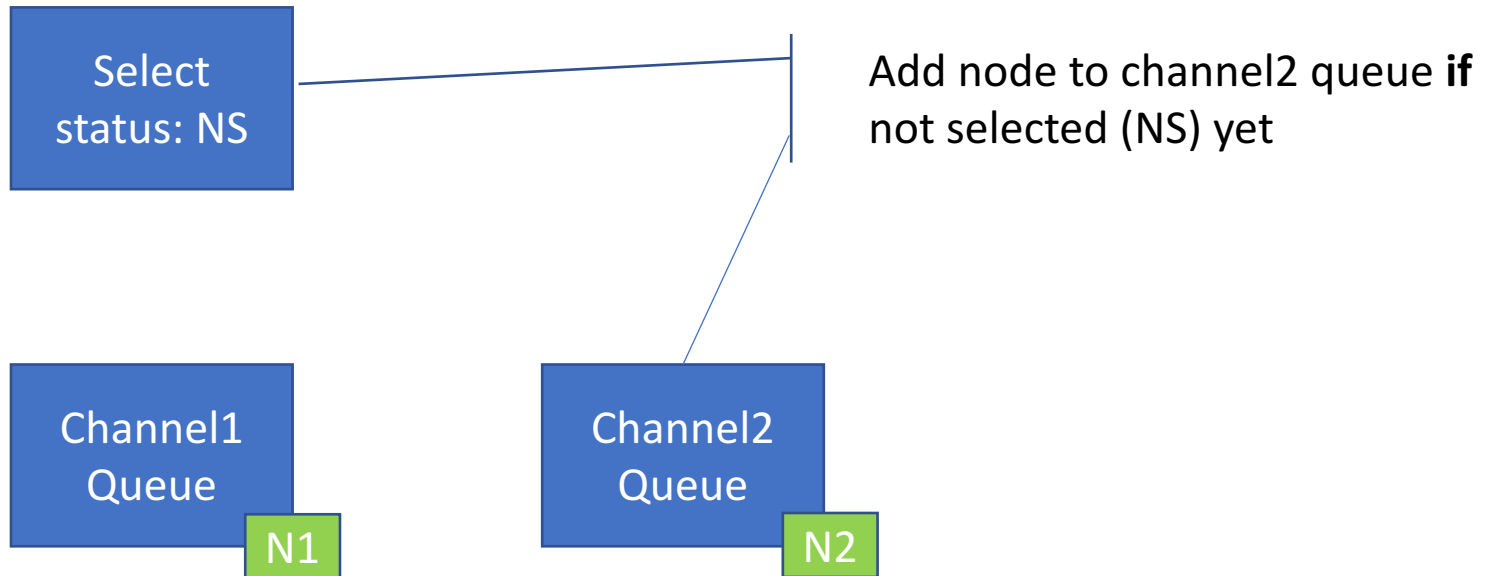 Select
status: NS
Add node to channel2 queue if
not selected (NS) yet
Channel1
Queue
N1
Channel2
Queue
N2